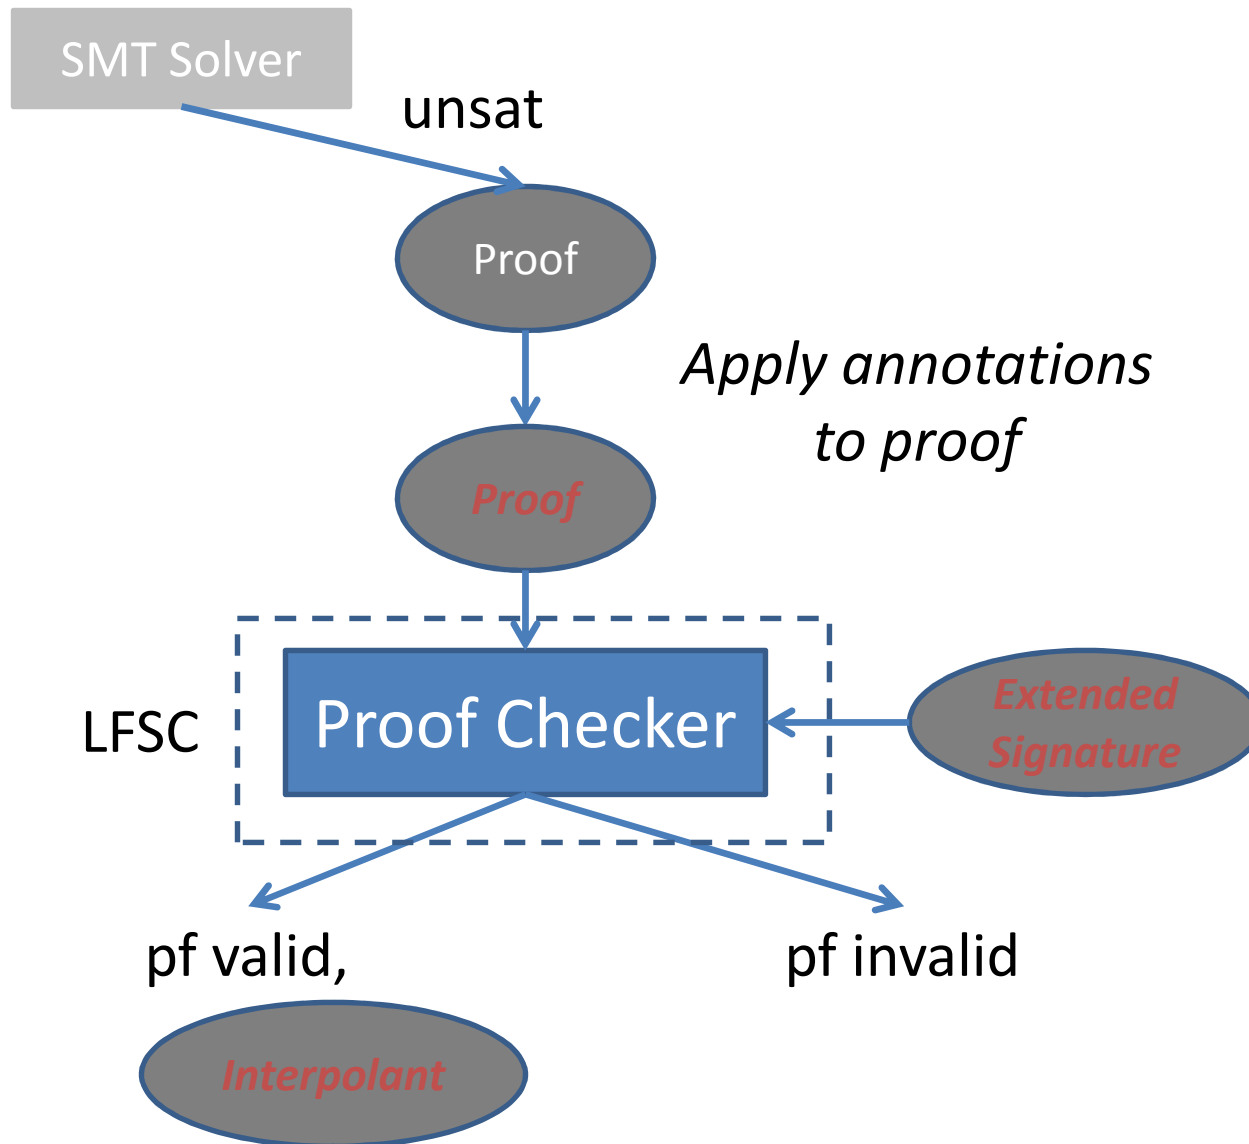 SMT Solver
unsat
Proof
Apply annotations
to proof
Proof
LFSC
Proof Checker
Extended
Signature
pf valid,
pf invalid
Interpolant